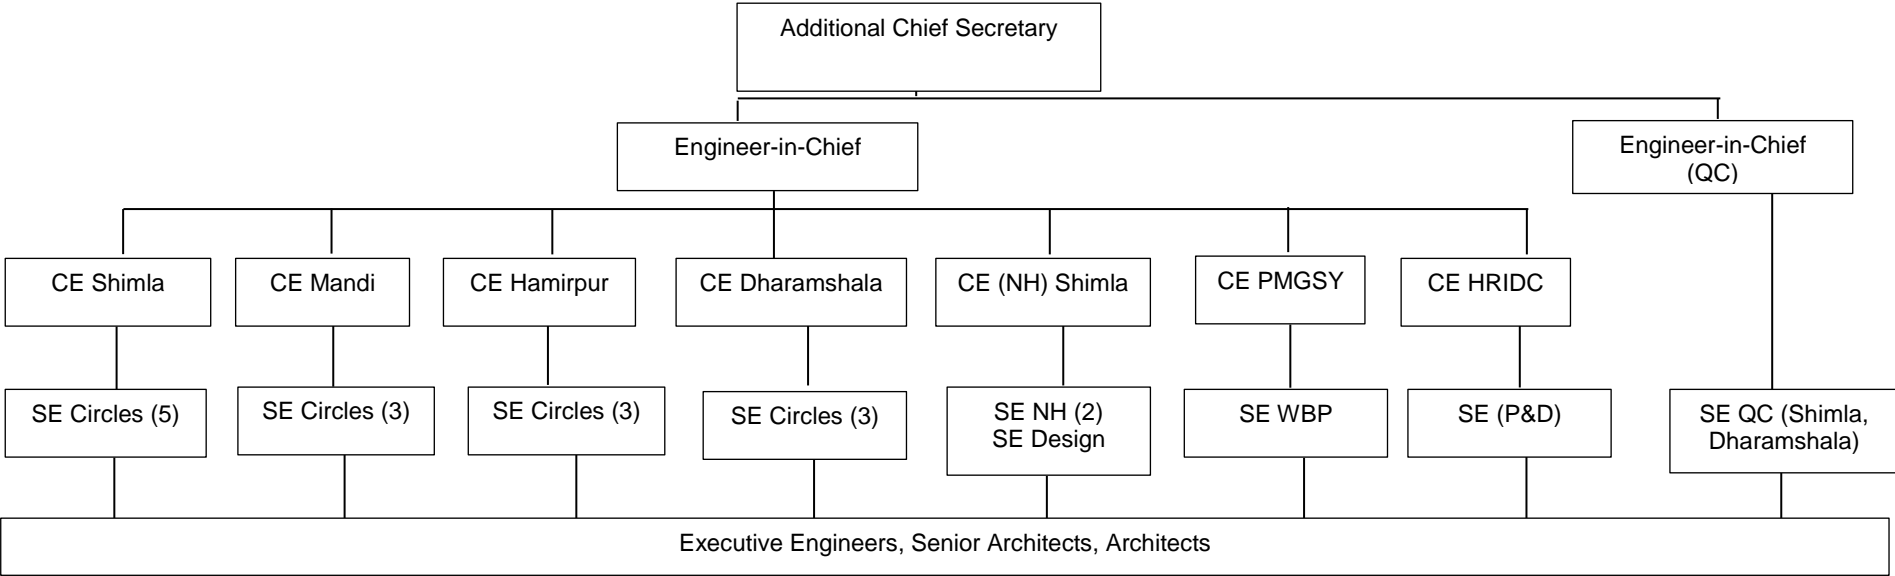 Additional Chief Secretary
Engineer-in-Chief
Engineer-in-Chief
(QC)
CE Shimla
CE Mandi
CE Hamirpur
CE Dharamshala
CE (NH) Shimla
CE PMGSY
CE HRIDC
SE Circles (5)
SE Circles (3)
SE Circles (3)
SE Circles (3)
SE NH (2)
SE Design
SE WBP
SE (P&D)
SE QC (Shimla,
Dharamshala)
Executive Engineers, Senior Architects, Architects